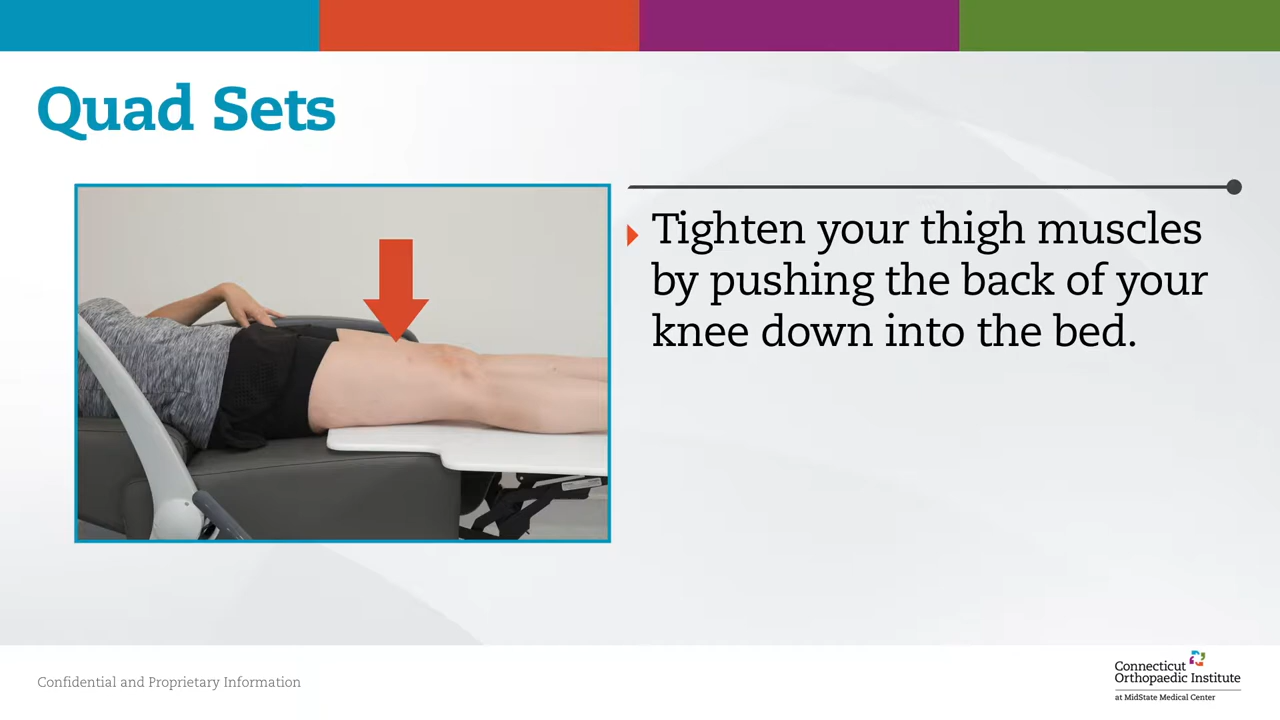 Quad Sets
Tighten your thigh muscles
by pushing the back of your
knee down into the bed.
Confidential and Proprietary Information
Connecticut
Orthopaedic Institute
at MidState Medical Center